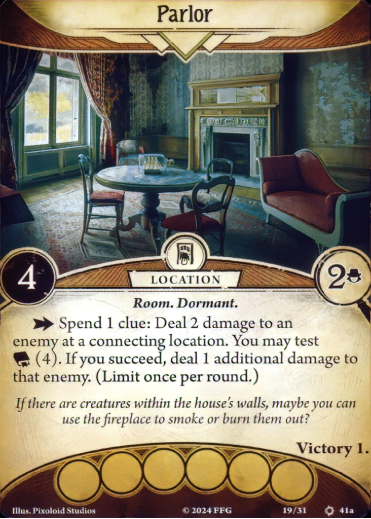 Parlor
4
LOCATION
2
Room. Dormant.
Spend 1 clue: Deal 2 damage to an
enemy at a connecting location. You may test
(4). If you succeed, deal 1 additional damage to
that enemy. (Limit once per round.)
If there are creatures within the house's walls, maybe you can
use the fireplace to smoke or burn them out?
Victory 1.
Illus. Pixoloid Studios © 2024 FFG 19/31 41a